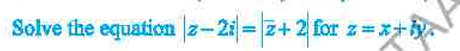 Solve the equation |z-2i| = |z̅+2| for z = x+iy.